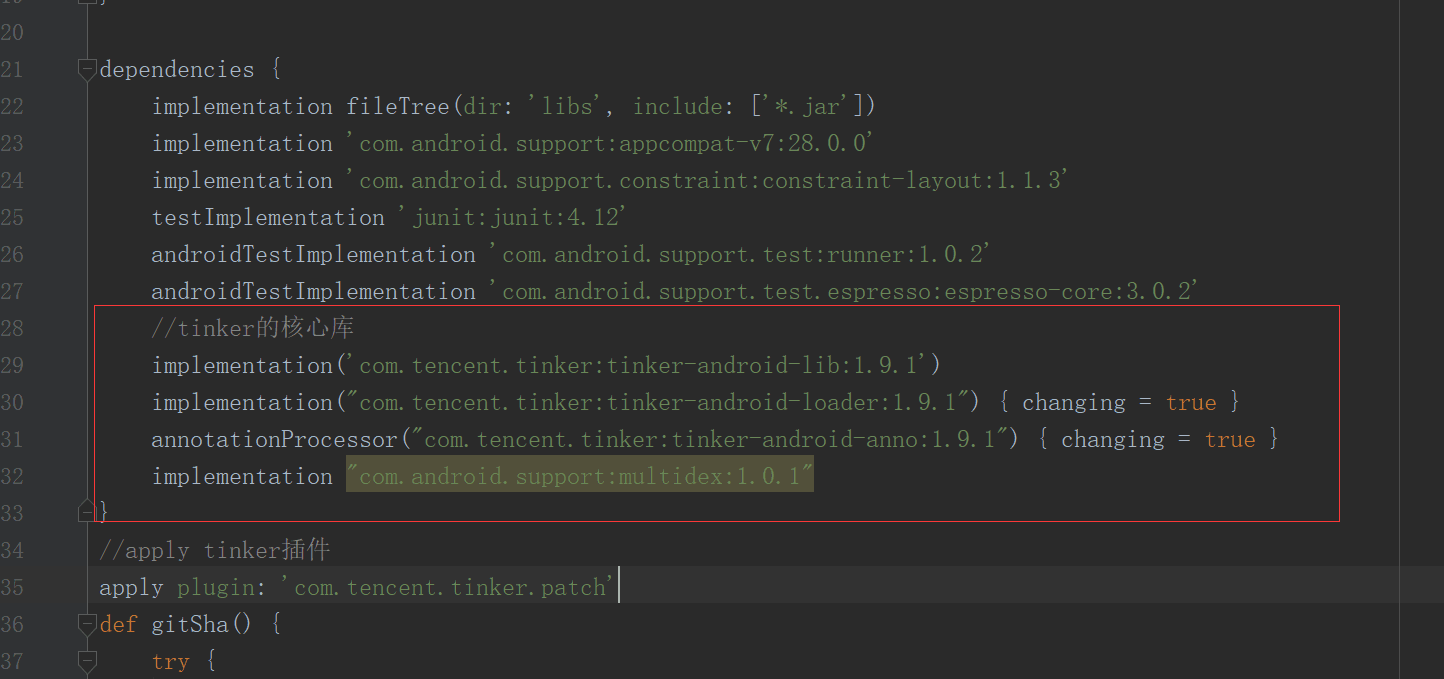 20
21 dependencies {
22 implementation fileTree(dir: 'libs', include: ['*.jar'])
23 implementation 'com.android.support:appcompat-v7:28.0.0'
24 implementation 'com.android.support.constraint:constraint-layout:1.1.3'
25 testImplementation 'junit:junit:4.12'
26 androidTestImplementation 'com.android.support.test:runner:1.0.2'
27 androidTestImplementation 'com.android.support.test.espresso:espresso-core:3.0.2'
28 //tinker的核心库
29 implementation('com.tencent.tinker:tinker-android-lib:1.9.1')
30 implementation("com.tencent.tinker:tinker-android-loader:1.9.1") { changing = true }
31 annotationProcessor("com.tencent.tinker:tinker-android-anno:1.9.1") { changing = true }
32 implementation "com.android.support:multidex:1.0.1"
33 }
34 //apply tinker插件
35 apply plugin: 'com.tencent.tinker.patch'
36 def gitSha() {
37 try {